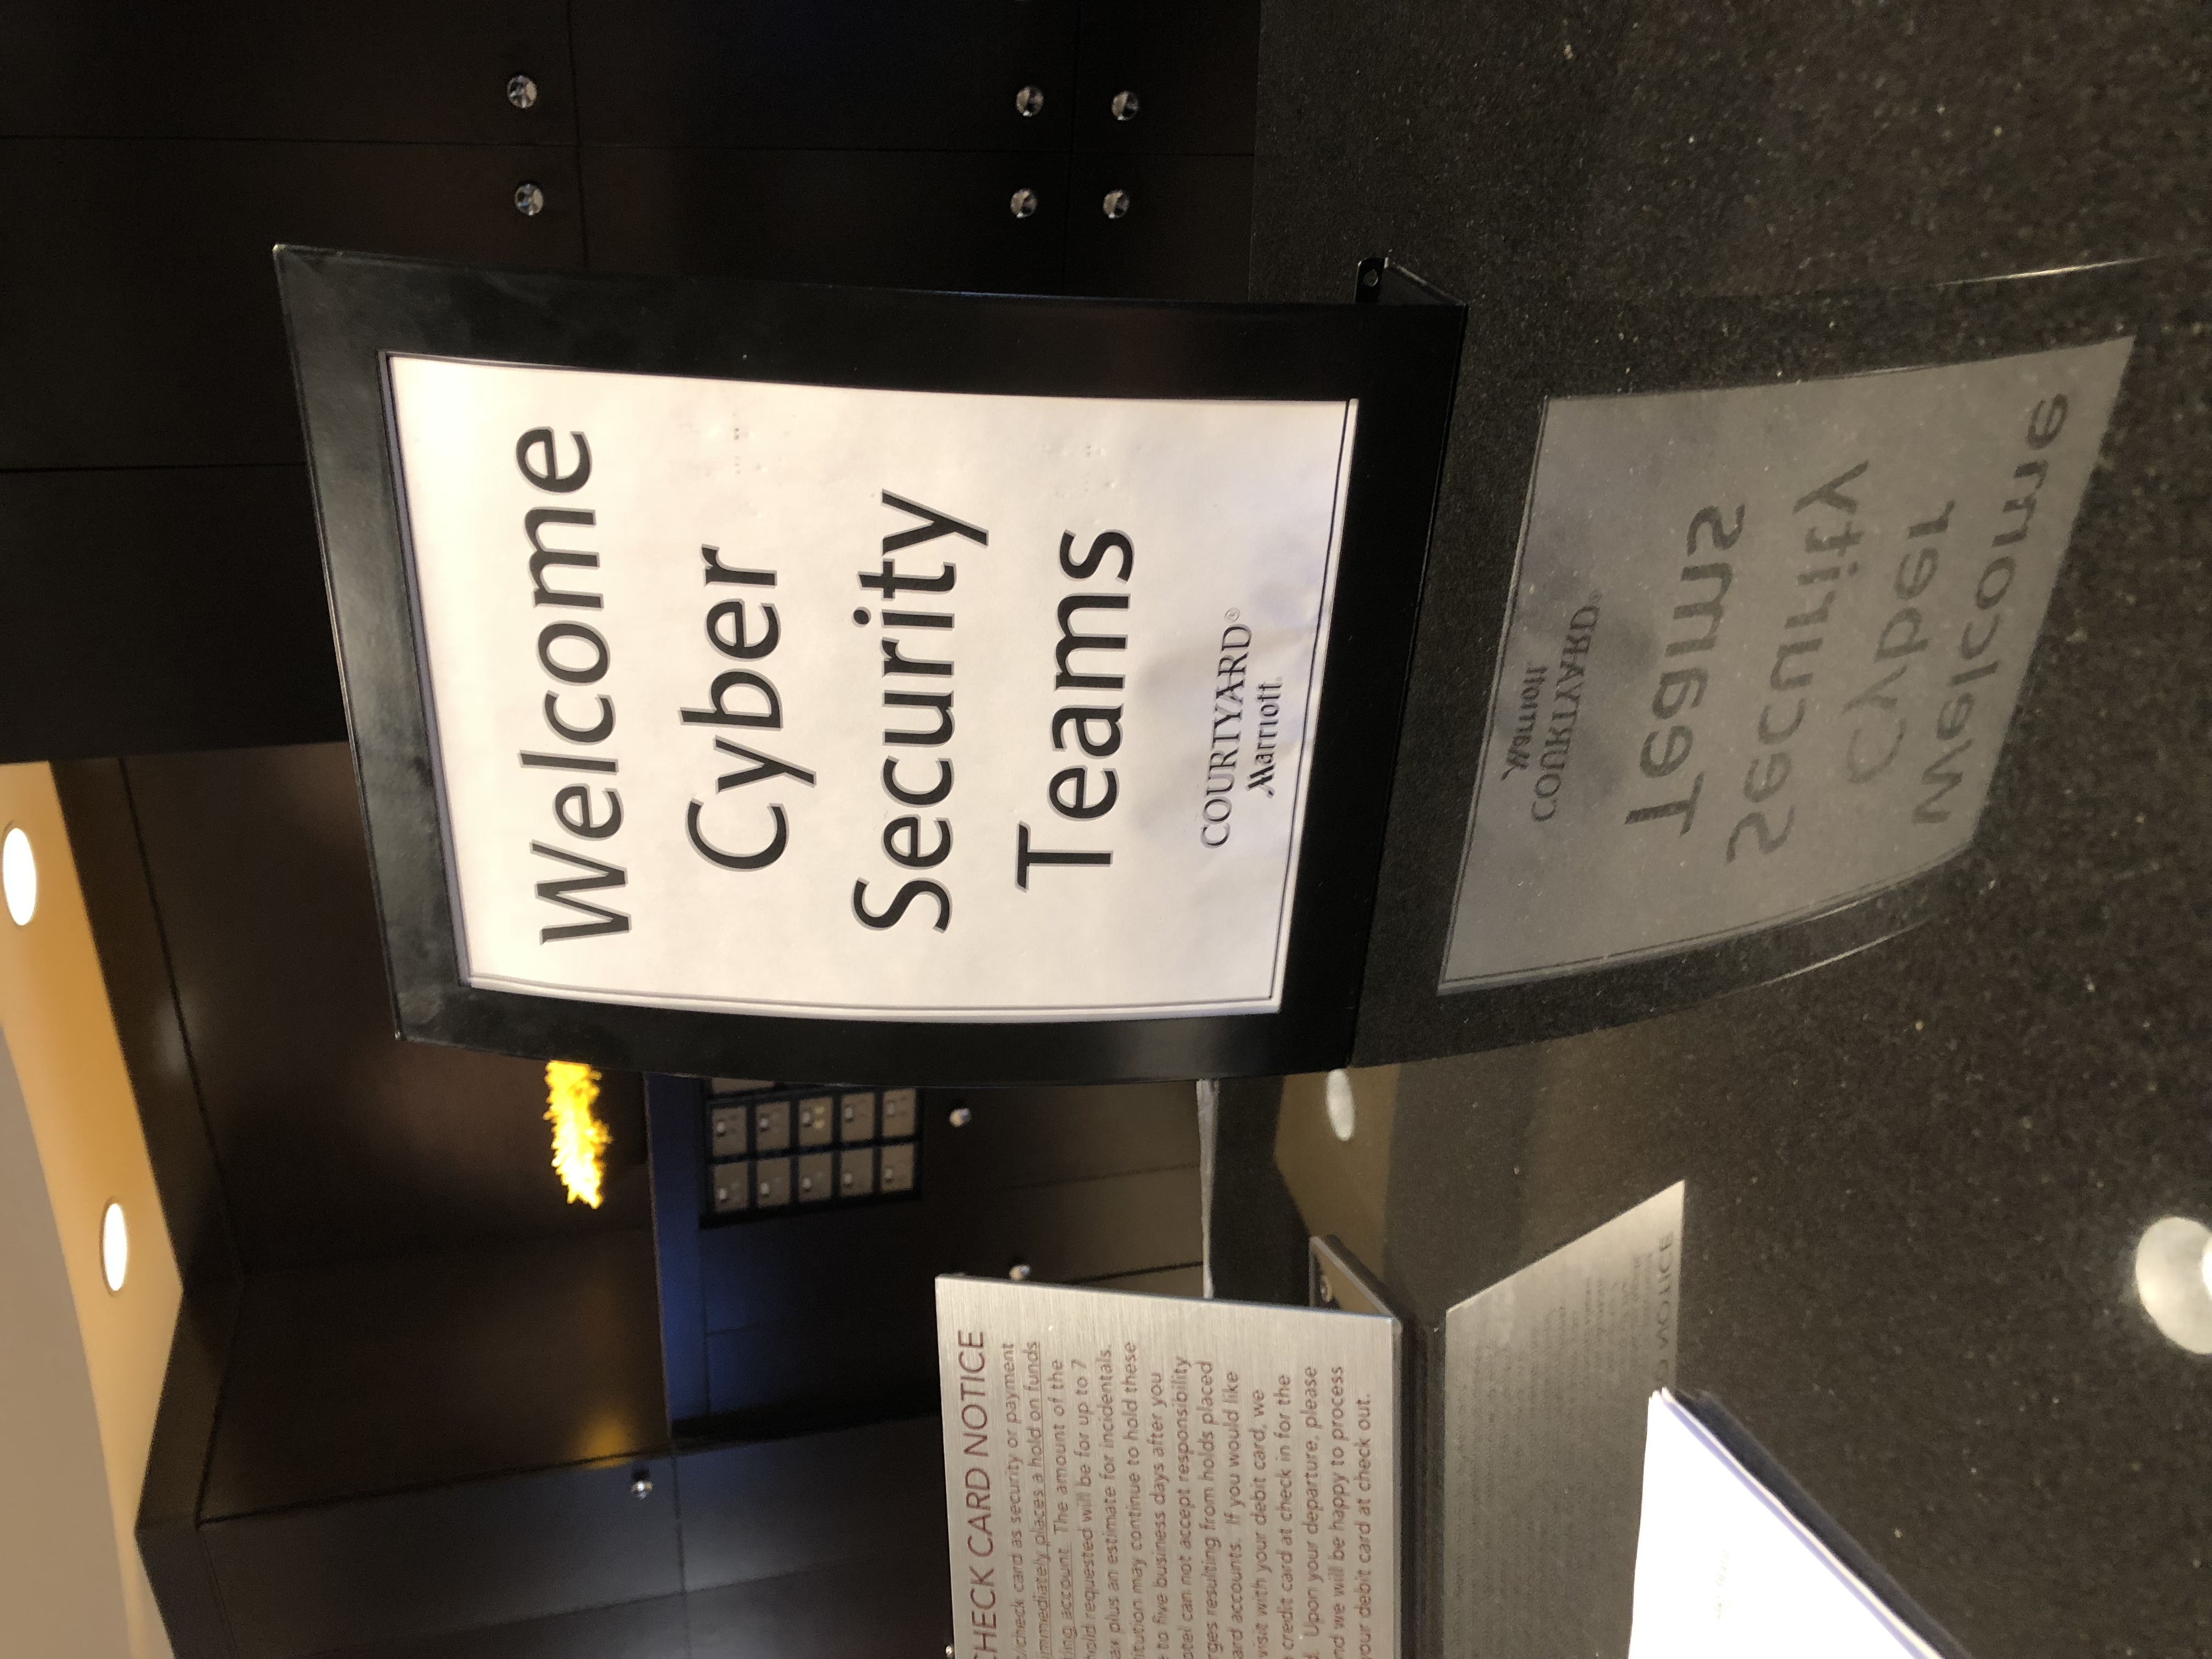 Welcome
Cyber
Security
Teams
COURTYARD®
Marriott
CHECK CARD NOTICE
t/check card as security or payment
immediately places a hold on funds
account. The amount of the
hold requested will be for up to 7
plus an estimate for incidentals.
may continue to hold these
to five business days after you
can not accept responsibility
resulting from holds placed
accounts. If you would like
visit with your debit card, we
credit card at check in for the
Upon your departure, please
and we will be happy to process
your debit card at check out.